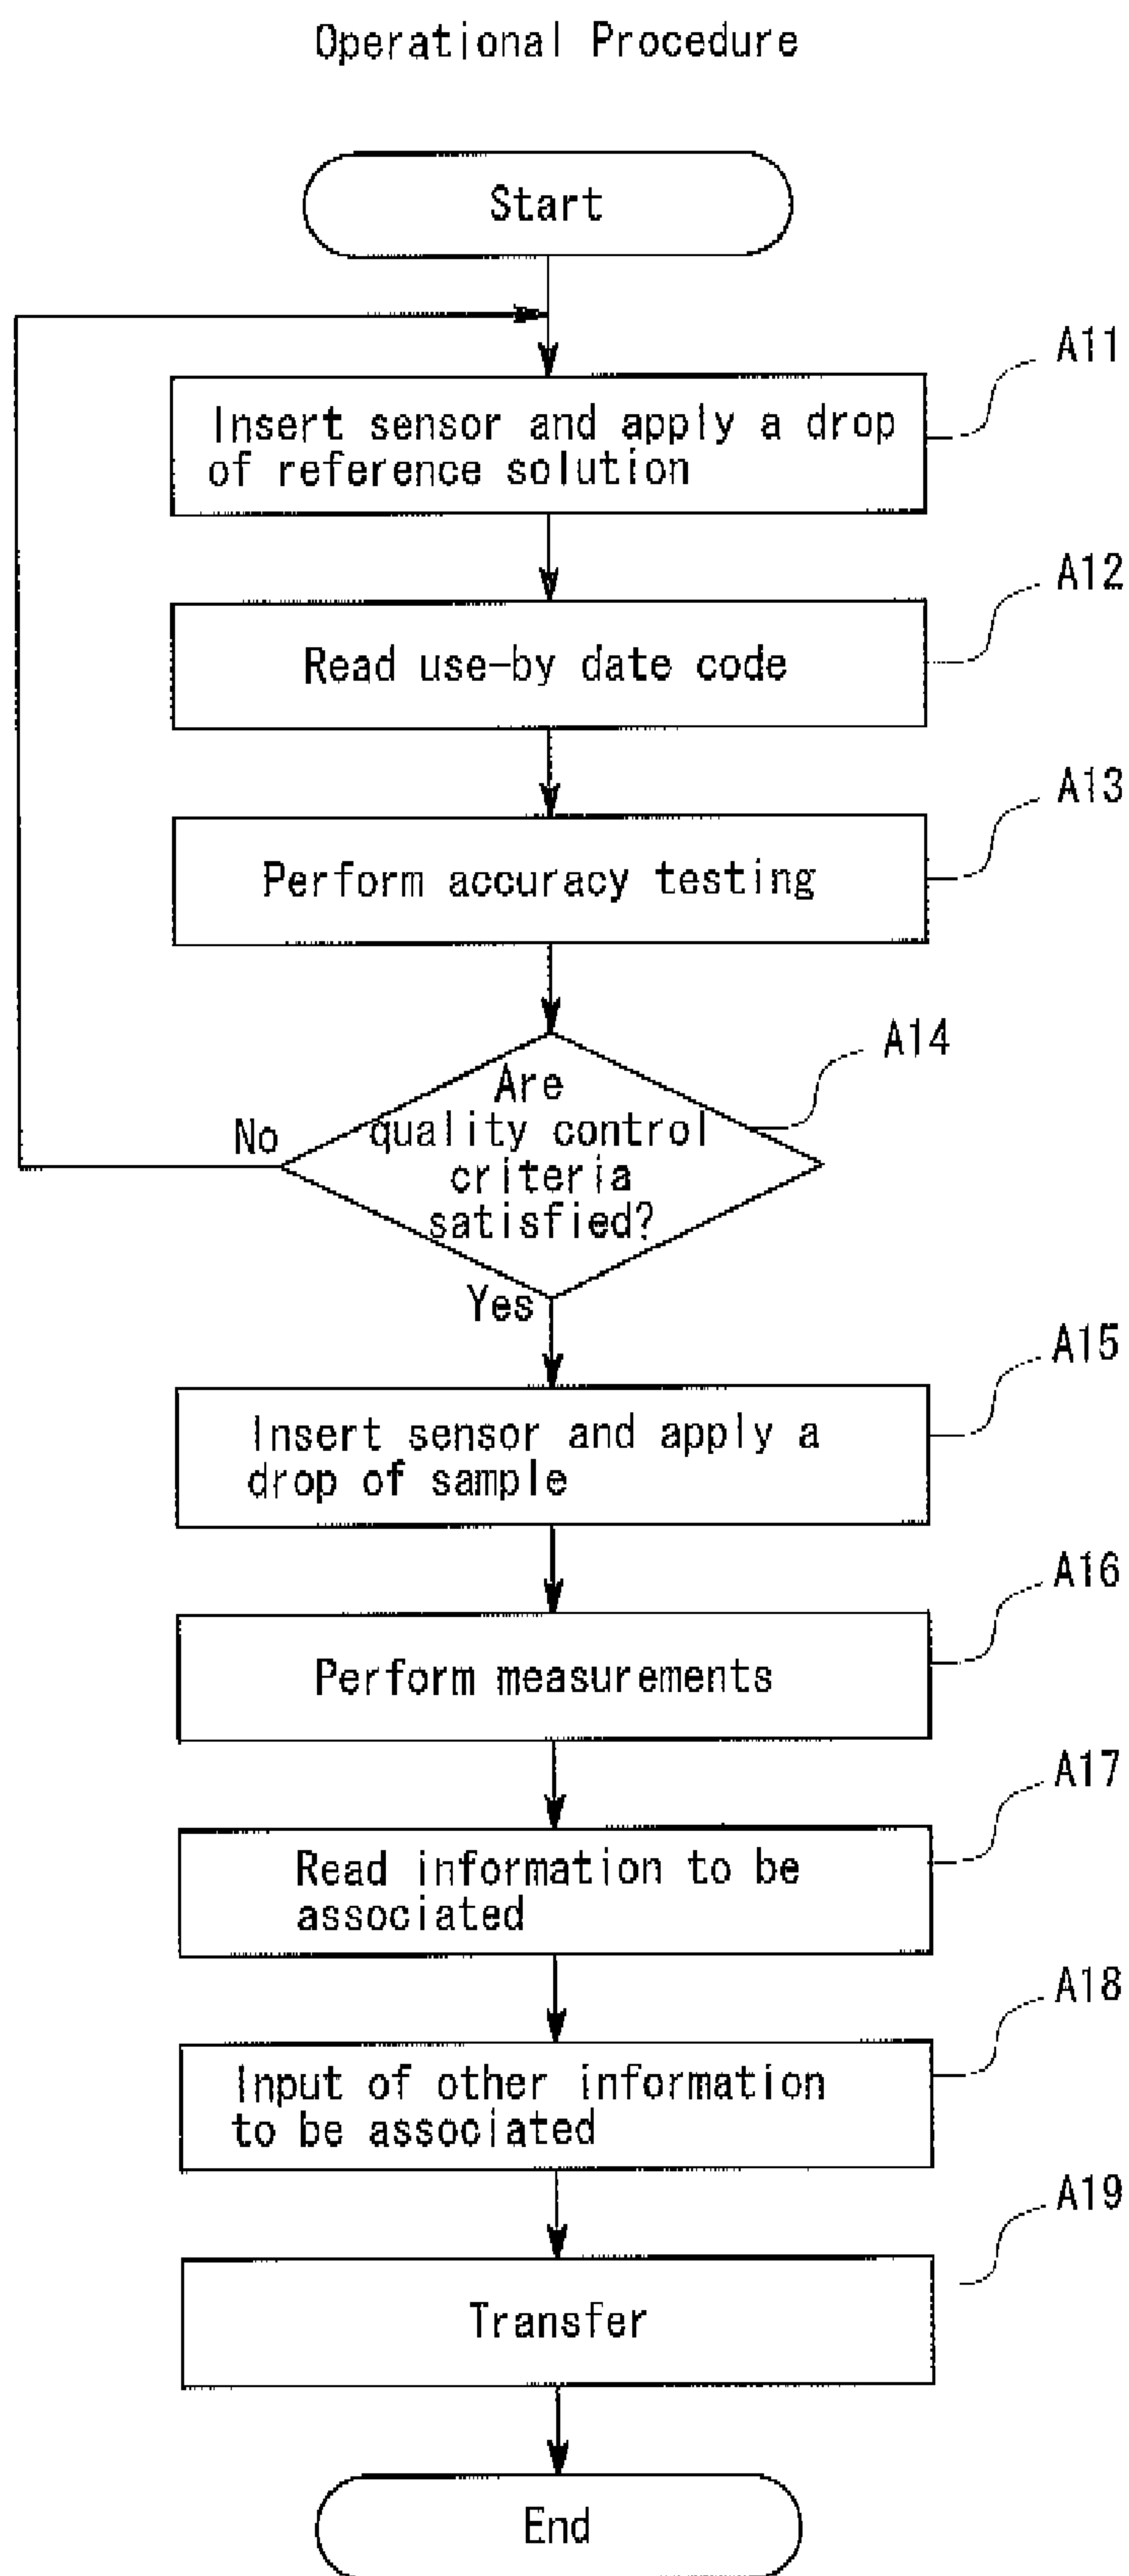 Operational Procedure
Start
A11
Insert sensor and apply a drop
of reference solution
A12
Read use-by date code
A13
Perform accuracy testing
A14
Are
quality control
criteria
satisfied?
No
Yes
A15
Insert sensor and apply a
drop of sample
A16
Perform measurements
A17
Read information to be
associated
A18
Input of other information
to be associated
A19
Transfer
End